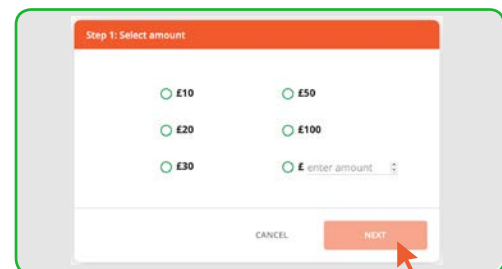 Step 1: Select amount
£10 £50
£20 £100
£30 £ enter amount
CANCEL NEXT